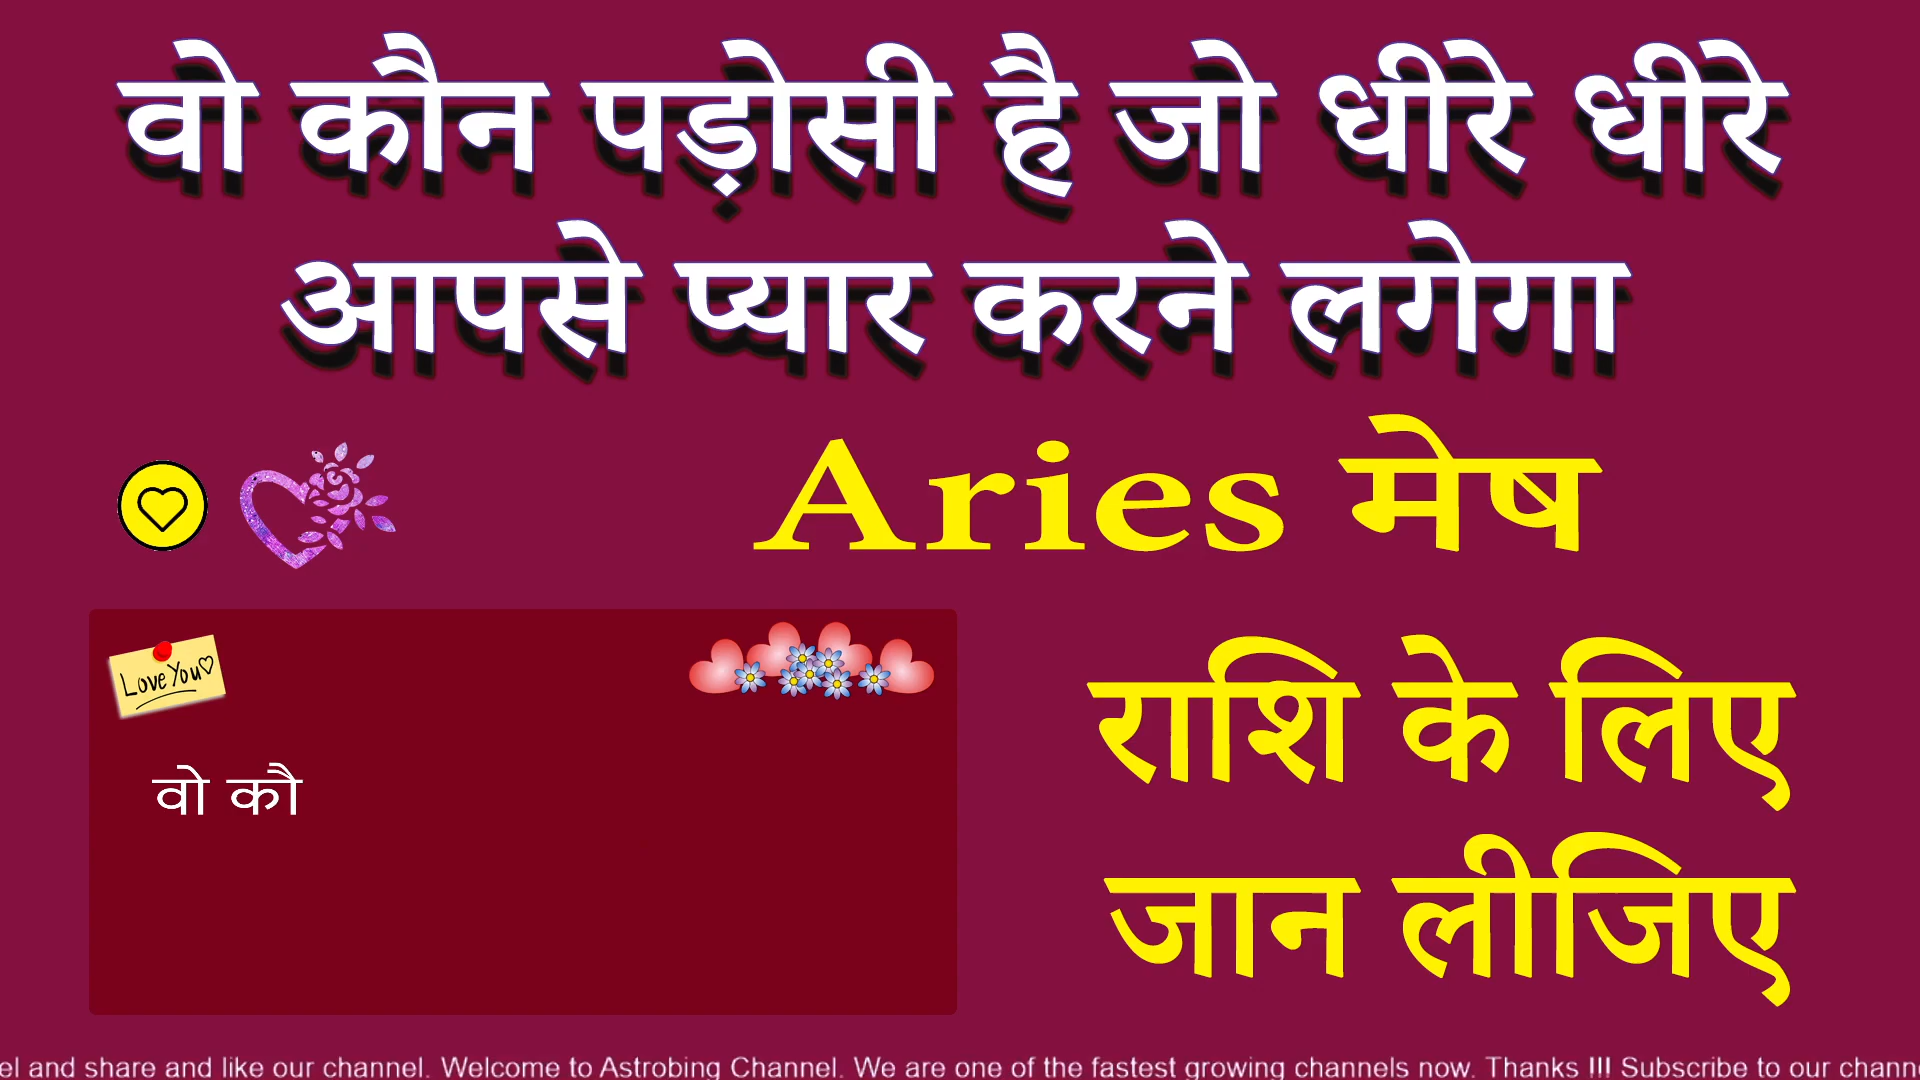 वो कौन पड़ोसी है जो धीरे धीरे
आपसे प्यार करने लगेगा
Aries मेष
Love You
वो कौ
राशि के लिए
जान लीजिए
el and share and like our channel. Welcome to Astrobing Channel. We are one of the fastest growing channels now. Thanks !!! Subscribe to our chann